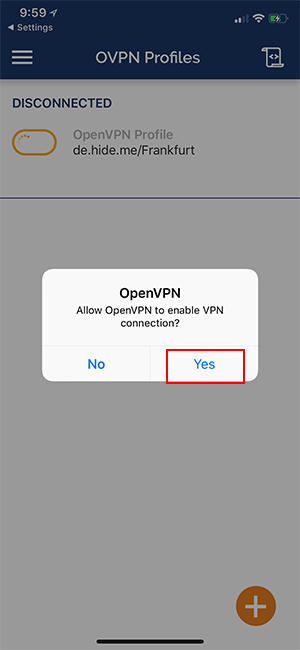 9:59
Settings
OVPN Profiles
DISCONNECTED
OpenVPN Profile
de.hide.me/Frankfurt
OpenVPN
Allow OpenVPN to enable VPN
connection?
No Yes